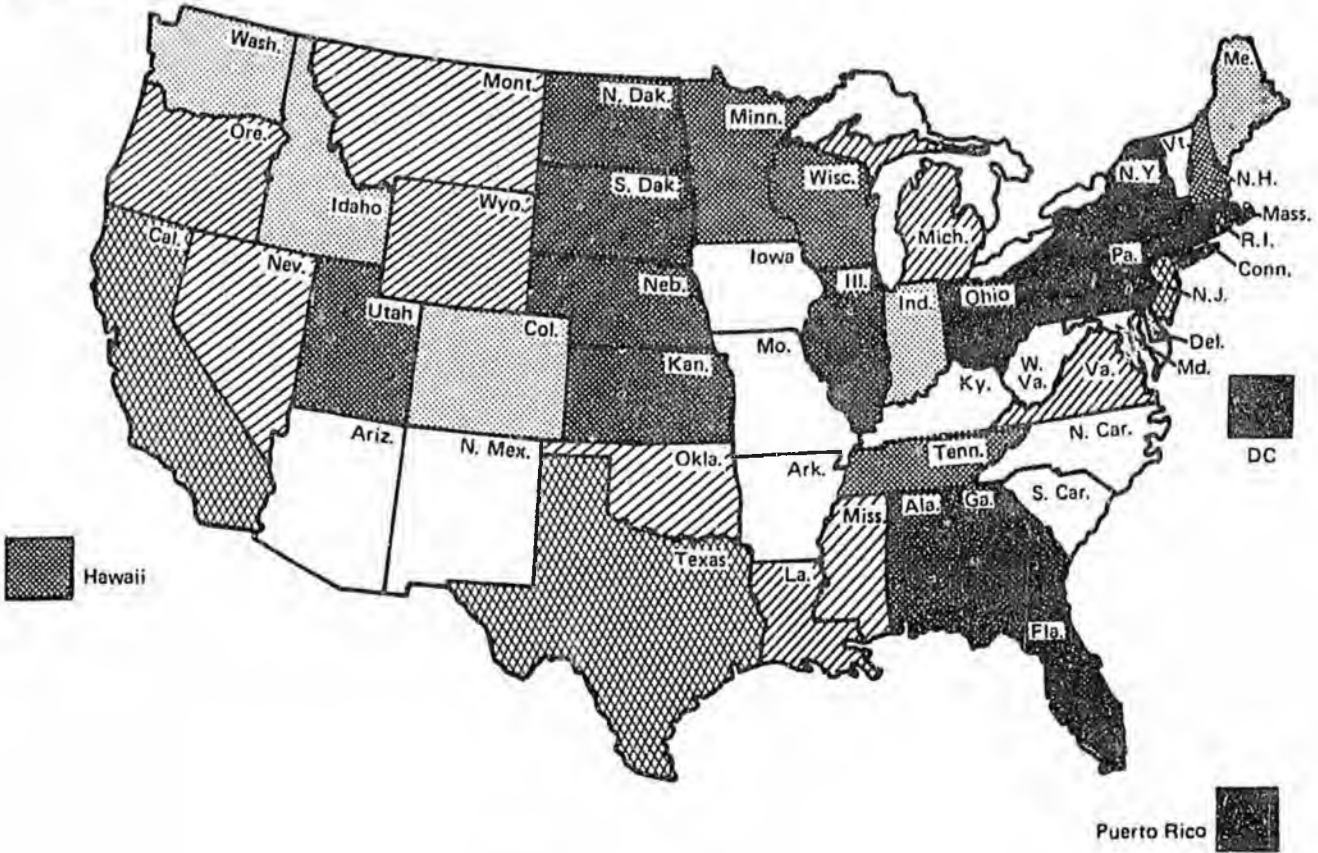 Wash.
Me.
Mont.
N. Dak.
Minn.
Ore.
Vt.
Wisc.
N.Y.
N.H.
S. Dak.
Idaho
Wyo.
Mass.
Cal.
Mich.
R.I.
Nev.
Iowa
Pa.
Conn.
Neb.
Ill.
Ind.
Ohio
N.J.
Utah
Col.
Mo.
Del.
Kan.
W. Va.
Va.
Md.
Ky.
Ariz.
N. Mex.
Okla.
Ark.
Tenn.
N. Car.
DC
S. Car.
Miss.
Ala.
Ga.
Texas
La.
Hawaii
Fla.
Puerto Rico